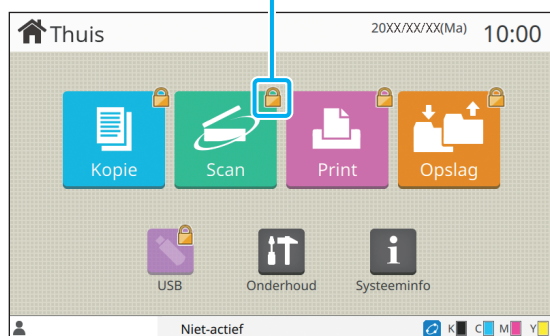 Thuis 20XX/XX/XX(Ma) 10:00
Kopie Scan Print Opslag
USB Onderhoud Systeeminfo
Niet-actief K C M Y